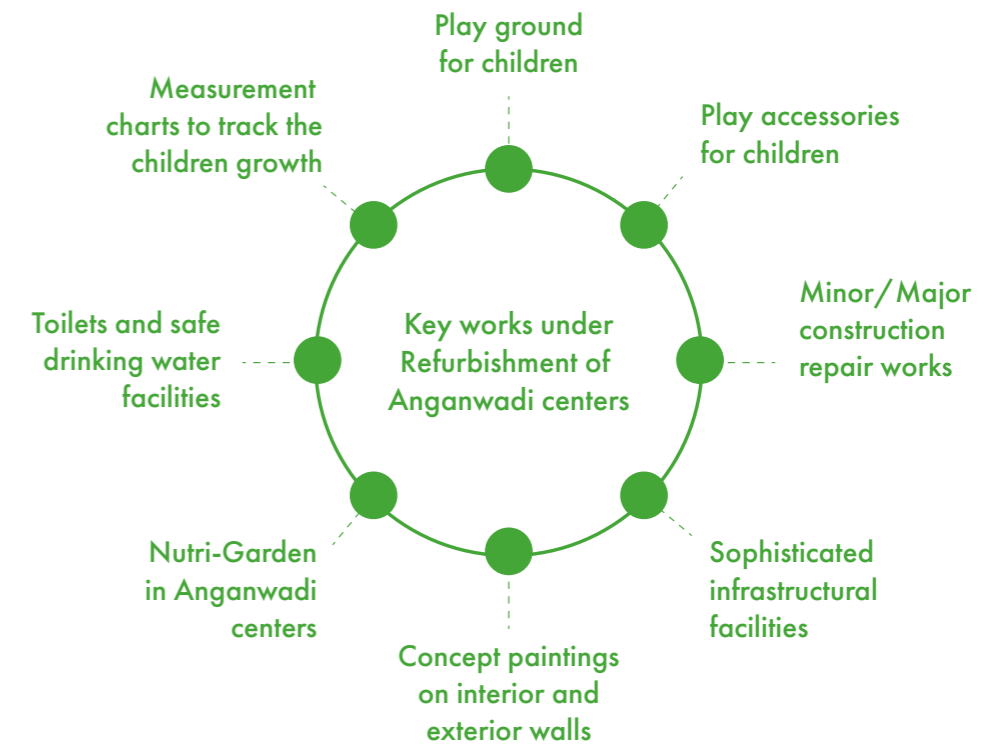 Play ground
for children
Play accessories
for children
Minor/Major
construction
repair works
Sophisticated
infrastructural
facilities
Concept paintings
on interior and
exterior walls
Nutri-Garden
in Anganwadi
centers
Toilets and safe
drinking water
facilities
Measurement
charts to track the
children growth
Key works under
Refurbishment of
Anganwadi centers